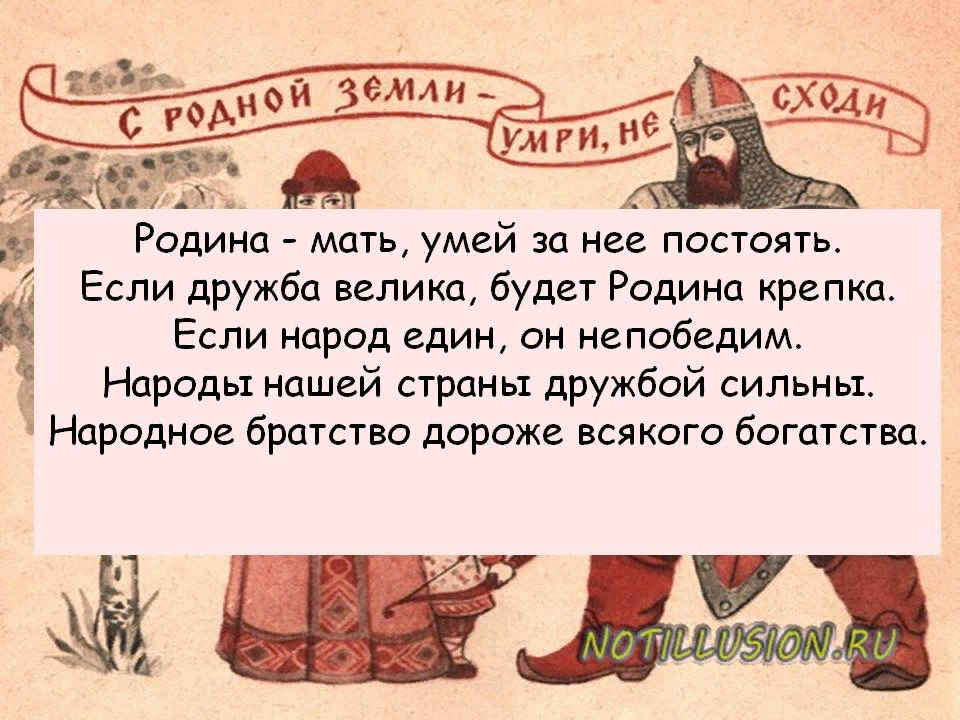 С РОДНОЙ ЗЕМЛИ –
УМРИ, НЕ СХОДИ
Родина - мать, умей за нее постоять.
Если дружба велика, будет Родина крепка.
Если народ един, он непобедим.
Народы нашей страны дружбой сильны.
Народное братство дороже всякого богатства.
NOTILLUSION.RU